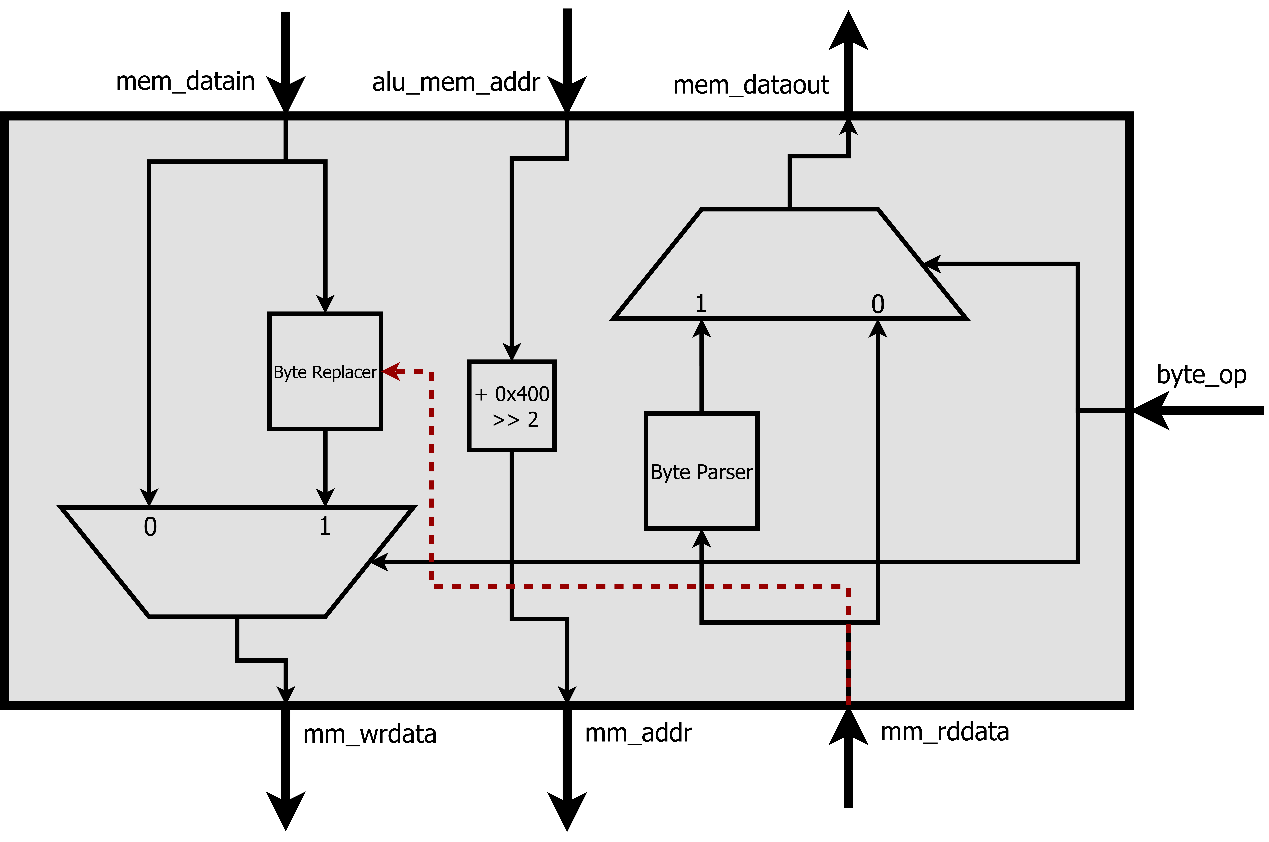 mem_datain
alu_mem_addr
mem_dataout
1
0
byte_op
Byte Replacer
+ 0x400
>> 2
Byte Parser
0
1
mm_wrdata
mm_addr
mm_rddata